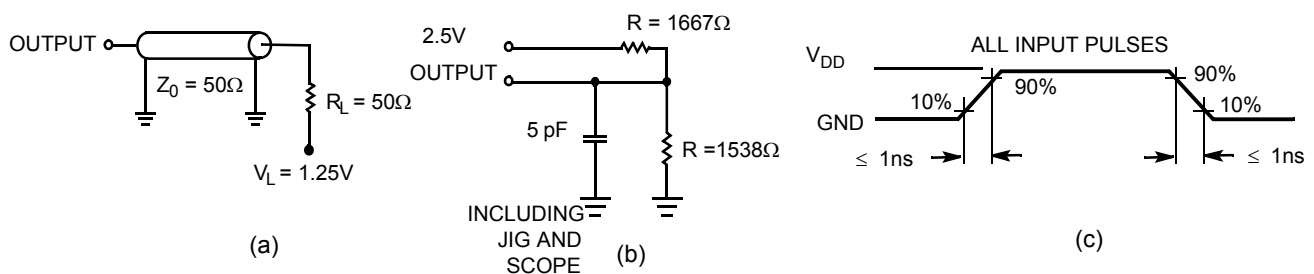 OUTPUT
Z0 = 50Ω
RL = 50Ω
VL = 1.25V
(a)
R = 1667Ω
2.5V
OUTPUT
5 pF
R =1538Ω
INCLUDING
JIG AND
SCOPE
(b)
ALL INPUT PULSES
VDD
90%
90%
10%
10%
GND
≤ 1ns
≤ 1ns
(c)